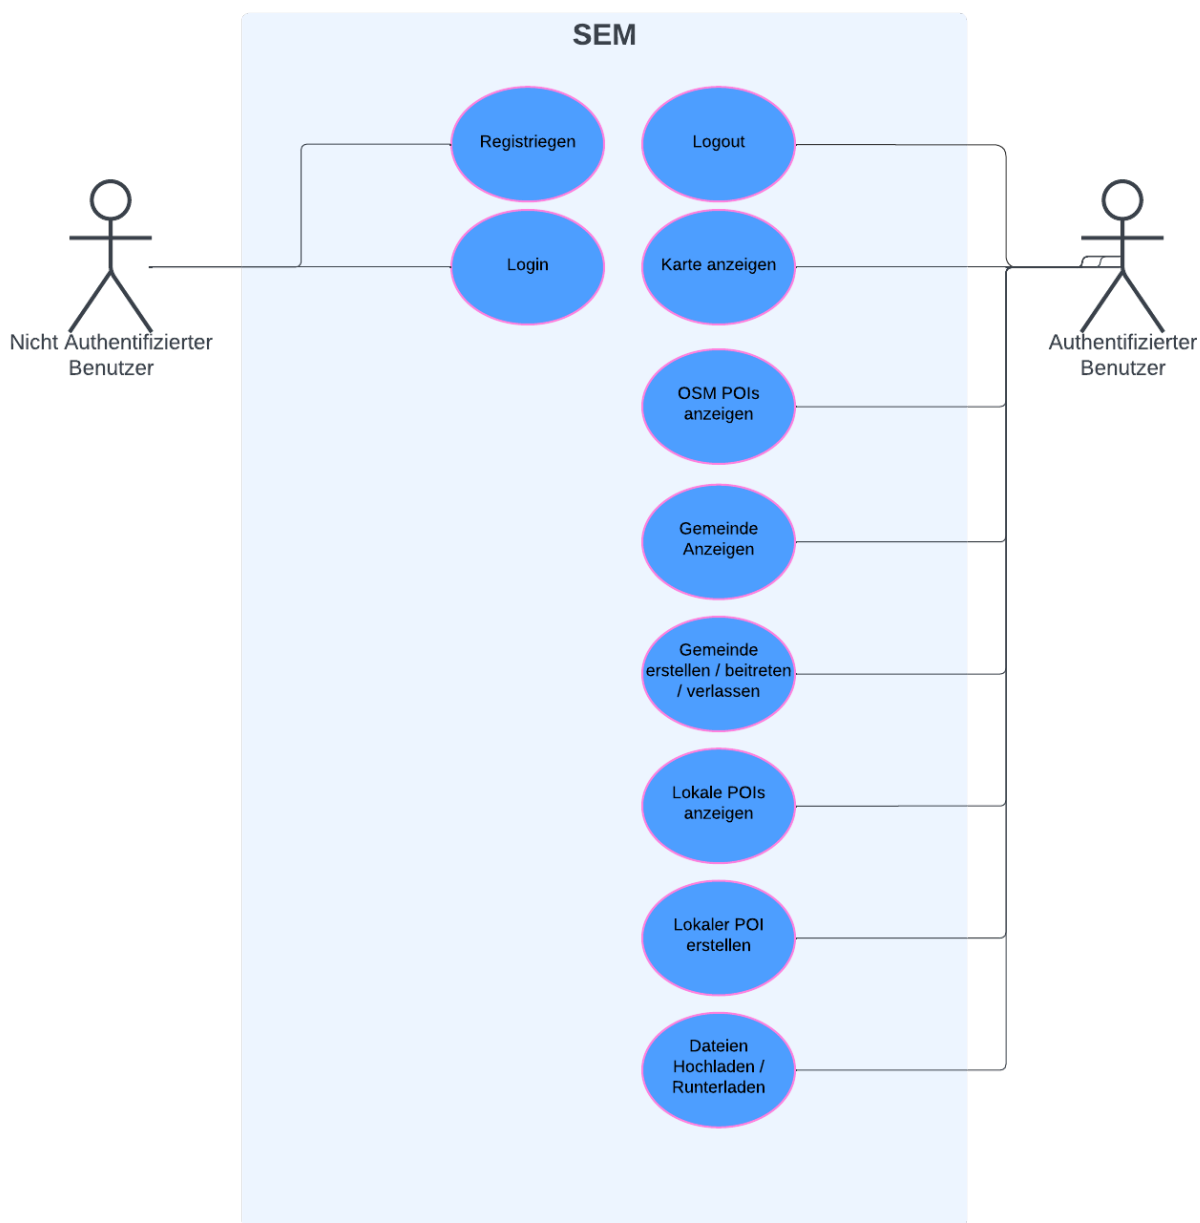 SEM
Registriegen
Logout
Login
Karte anzeigen
Nicht Authentifizierter
Benutzer
Authentifizierter
Benutzer
OSM POIs
anzeigen
Gemeinde
Anzeigen
Gemeinde
erstellen / beitreten
/ verlassen
Lokale POIs
anzeigen
Lokaler POI
erstellen
Dateien
Hochladen /
Runterladen